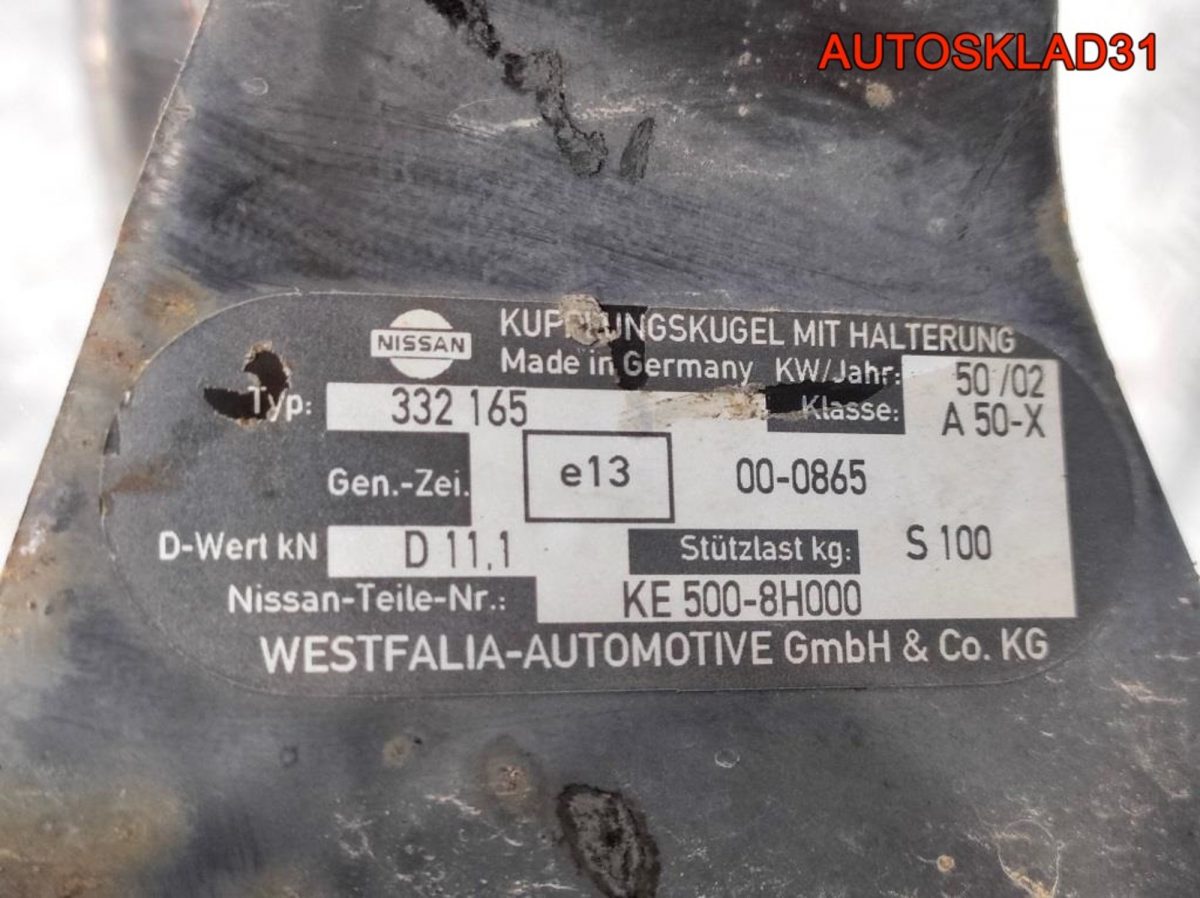 AUTOSKLAD31
NISSAN
KUPPLUNGSKUGEL MIT HALTERUNG
Made in Germany KW/Jahr: 50/02
Typ: 332 165 Klasse: A 50-X
Gen.-Zei. e13 00-0865
D-Wert kN D 11,1 Stützlast kg: S 100
Nissan-Teile-Nr.: KE 500-8H000
WESTFALIA-AUTOMOTIVE GmbH & Co. KG